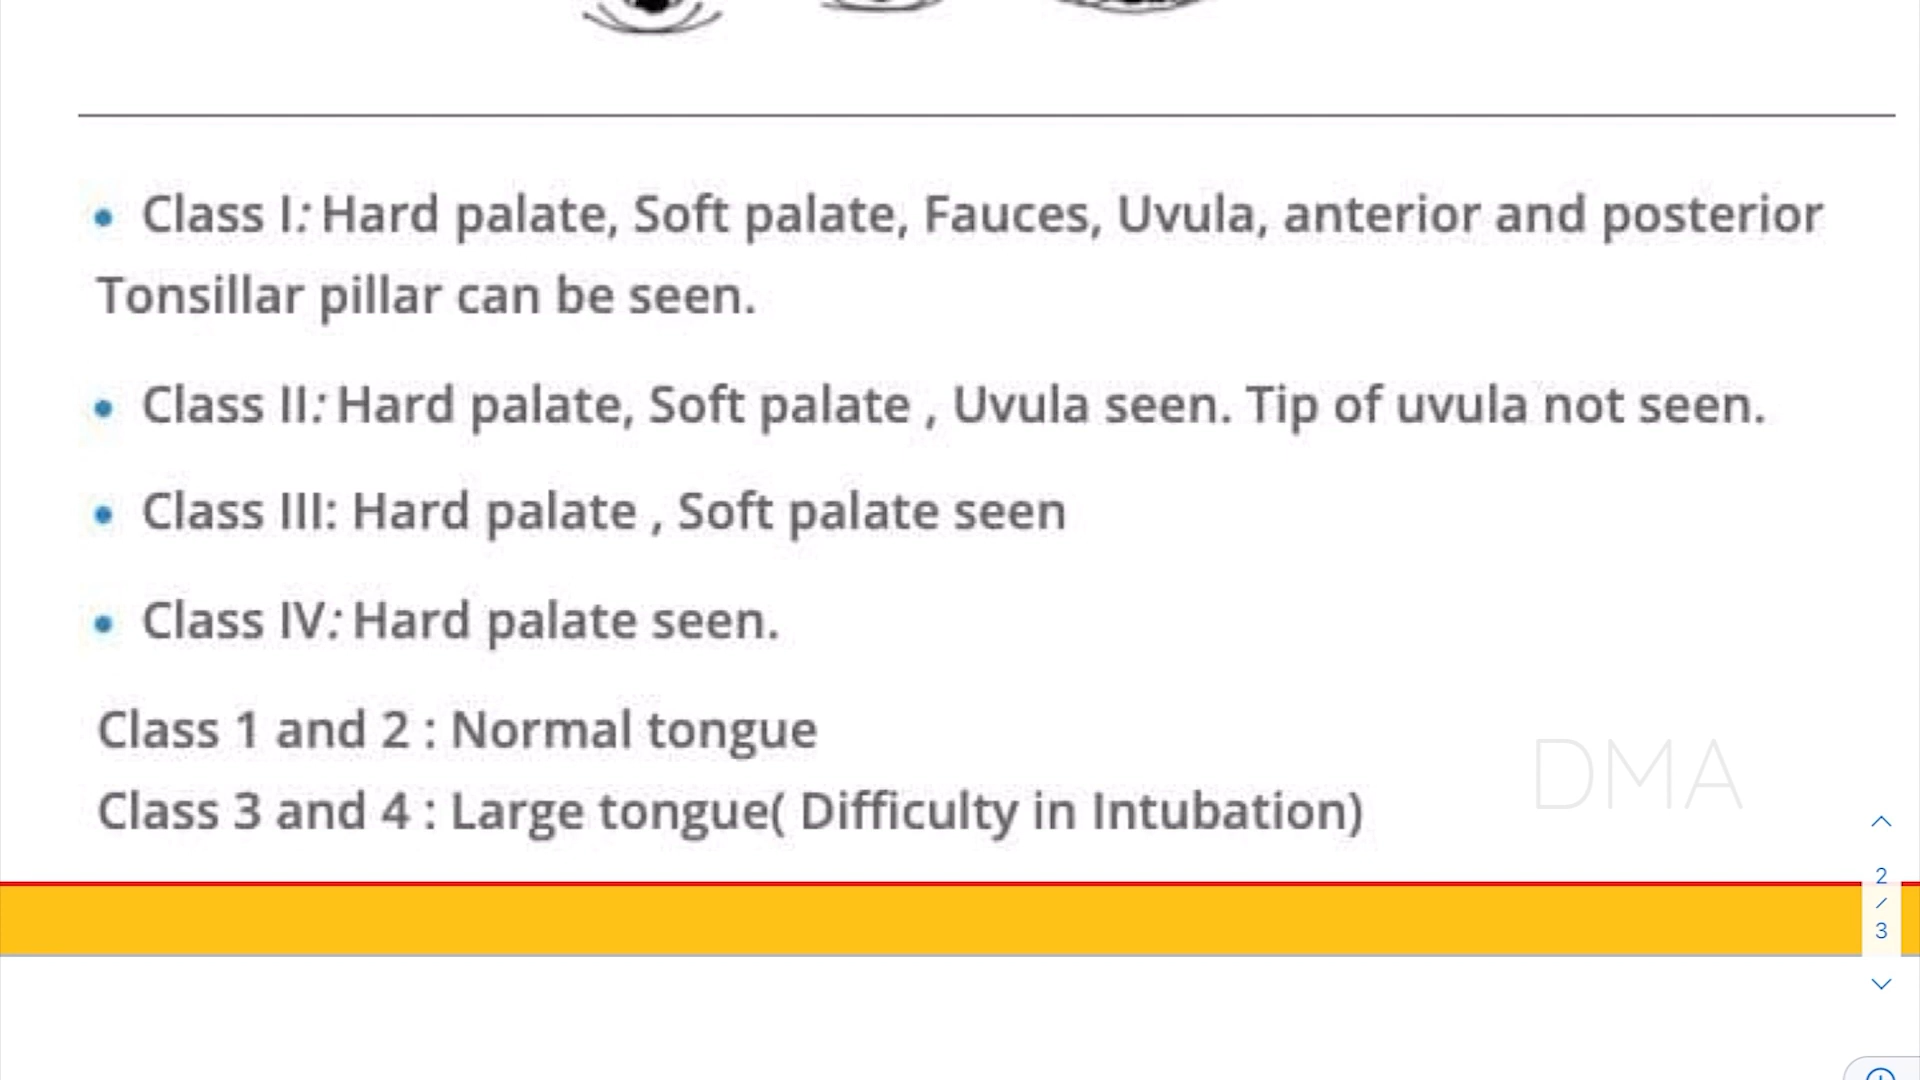 • Class I: Hard palate, Soft palate, Fauces, Uvula, anterior and posterior
Tonsillar pillar can be seen.
• Class II: Hard palate, Soft palate , Uvula seen. Tip of uvula not seen.
• Class III: Hard palate , Soft palate seen
• Class IV: Hard palate seen.
Class 1 and 2 : Normal tongue
Class 3 and 4 : Large tongue( Difficulty in Intubation)
DMA
2
/
3